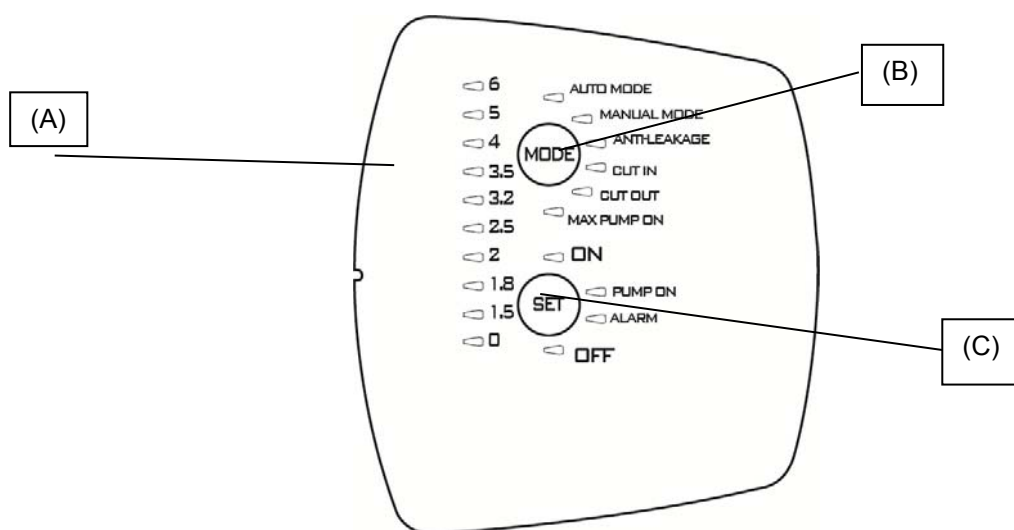 (A)
(B)
(C)
6
5
4
3.5
3.2
2.5
2
1.8
1.5
0
AUTO MODE
MANUAL MODE
ANTI-LEAKAGE
MODE
CUT IN
CUT OUT
MAX PUMP ON
ON
PUMP ON
SET
ALARM
OFF